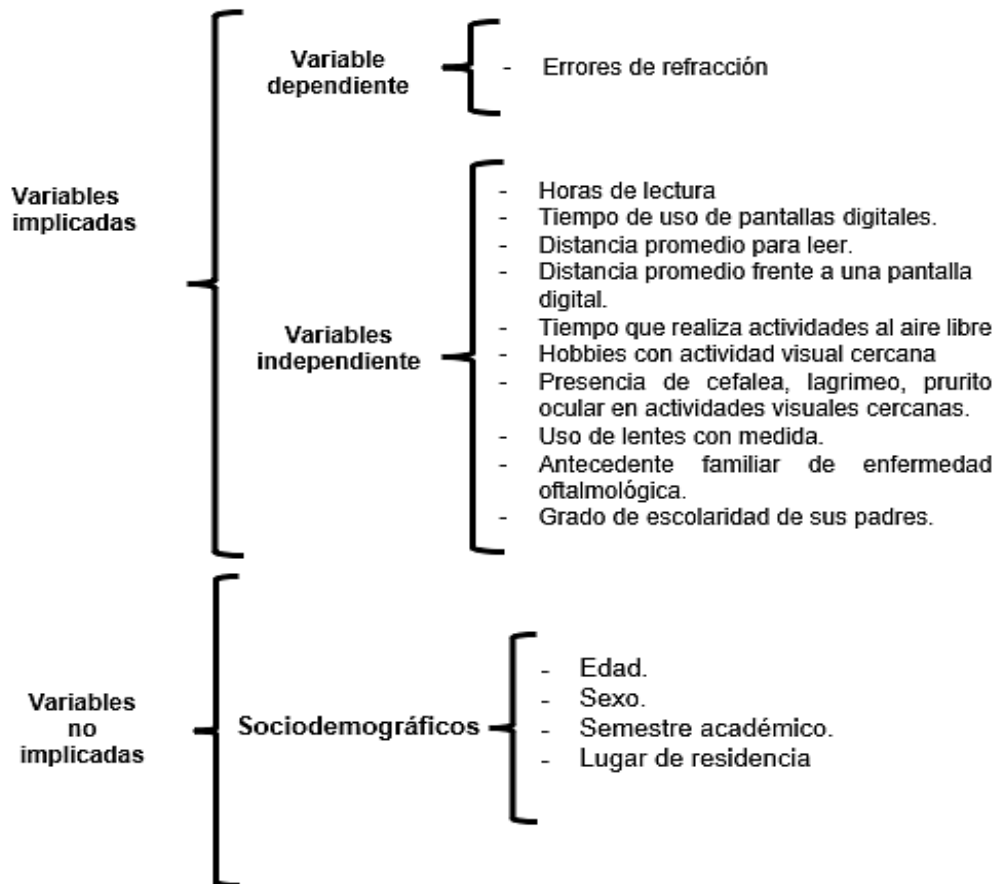 Variables
implicadas
Variable
dependiente
- Errores de refracción
Variables
independiente
- Horas de lectura
- Tiempo de uso de pantallas digitales.
- Distancia promedio para leer.
- Distancia promedio frente a una pantalla
digital.
- Tiempo que realiza actividades al aire libre
- Hobbies con actividad visual cercana
- Presencia de cefalea, lagrimeo, prurito
ocular en actividades visuales cercanas.
- Uso de lentes con medida.
- Antecedente familiar de enfermedad
oftalmológica.
- Grado de escolaridad de sus padres.
Variables
no
implicadas
Sociodemográficos
- Edad.
- Sexo.
- Semestre académico.
- Lugar de residencia